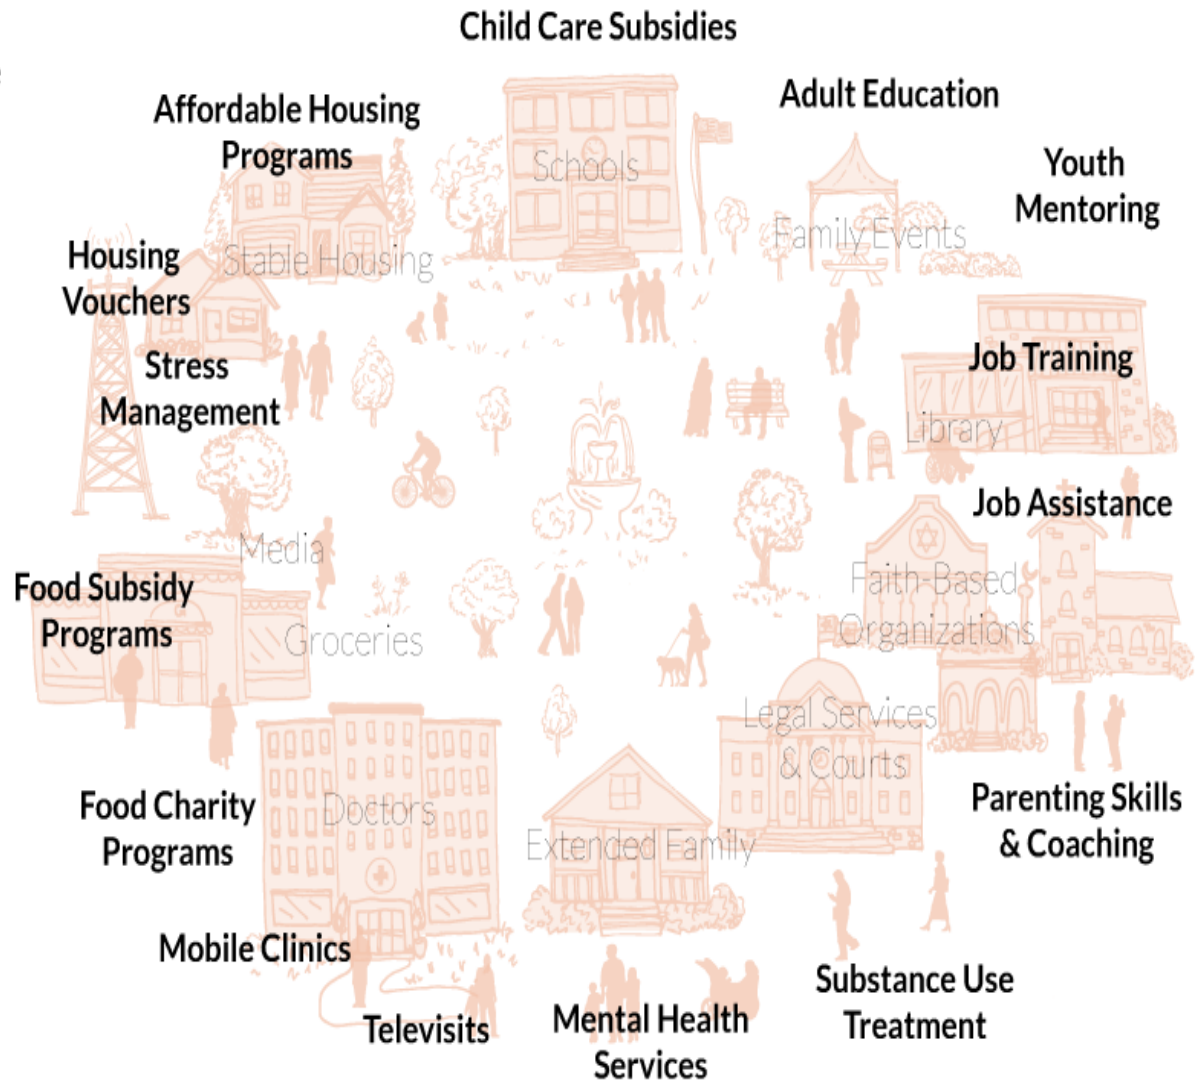 Child Care Subsidies
Adult Education
Affordable Housing
Programs
Youth
Mentoring
Schools
Family Events
Housing
Vouchers
Stable Housing
Stress
Management
Job Training
Library
Job Assistance
Media
Food Subsidy
Programs
Groceries
Faith-Based
Organizations
Legal Services
& Courts
Food Charity
Programs
Doctors
Extended Family
Parenting Skills
& Coaching
Mobile Clinics
Televisits
Mental Health
Services
Substance Use
Treatment